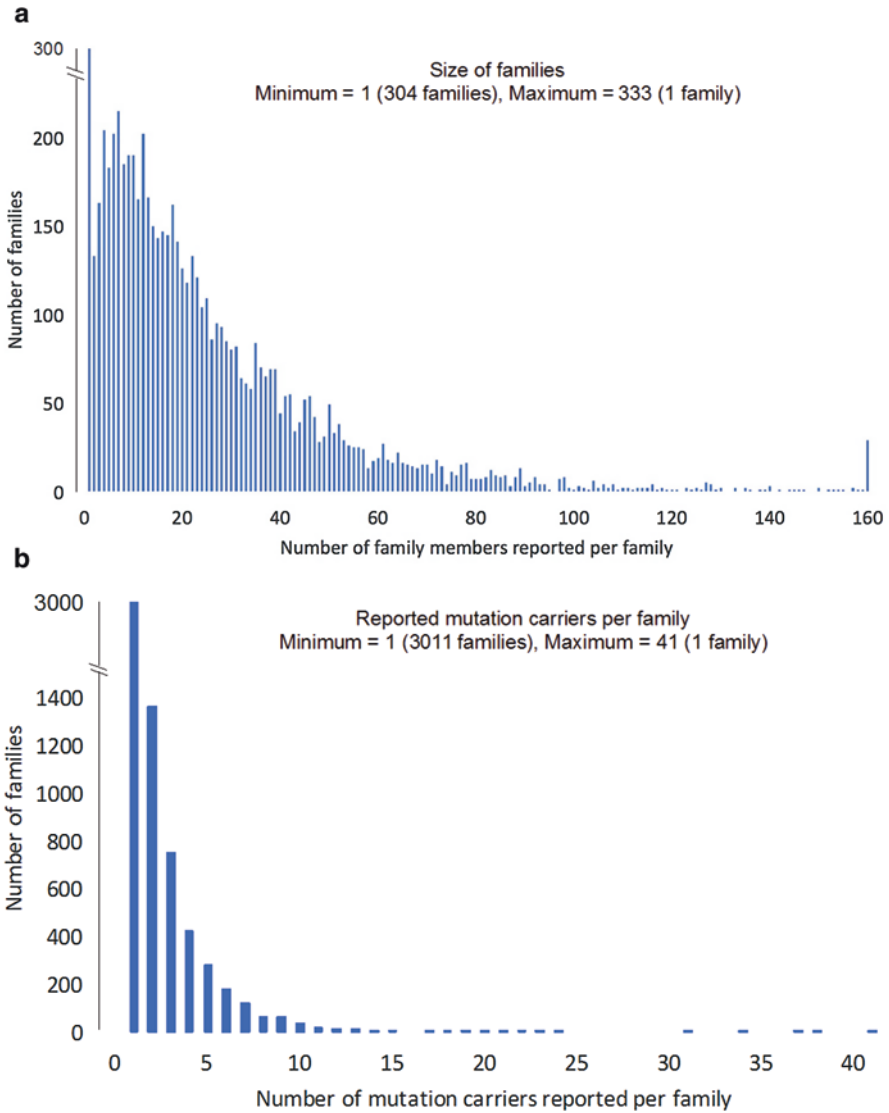 a
Size of families
Minimum = 1 (304 families), Maximum = 333 (1 family)
Number of families
300
200
150
100
50
0
0 20 40 60 80 100 120 140 160
Number of family members reported per family
b
Reported mutation carriers per family
Minimum = 1 (3011 families), Maximum = 41 (1 family)
Number of families
3000
1400
1200
1000
800
600
400
200
0
0 5 10 15 20 25 30 35 40
Number of mutation carriers reported per family